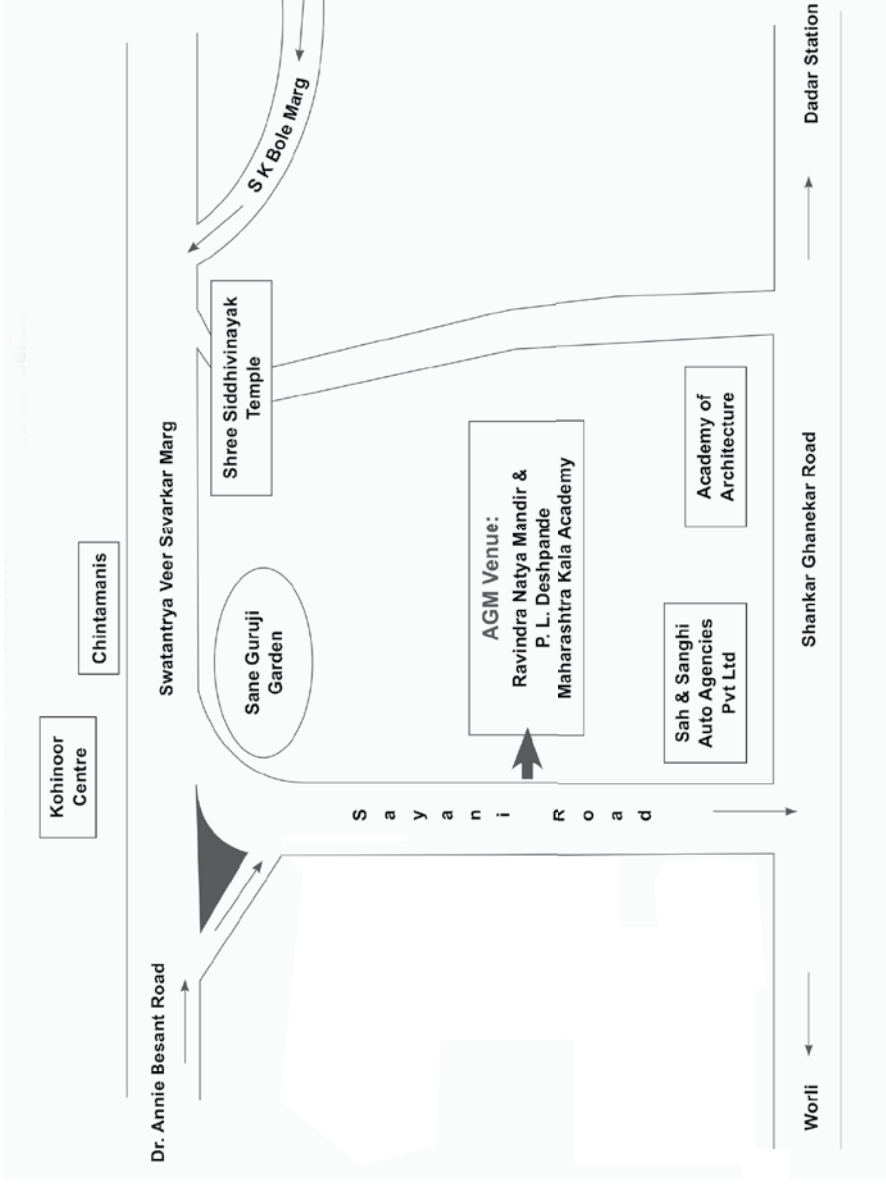 Kohinoor
Centre
Chintamanis
Dr. Annie Besant Road
Swatantrya Veer Savarkar Marg
S K Bole Marg
Sane Guruji
Garden
Shree Siddhivinayak
Temple
Sayani Road
AGM Venue:
Ravindra Natya Mandir &
P. L. Deshpande
Maharashtra Kala Academy
Sah & Sanghi
Auto Agencies
Pvt Ltd
Academy of
Architecture
Worli
Shankar Ghanekar Road
Dadar Station